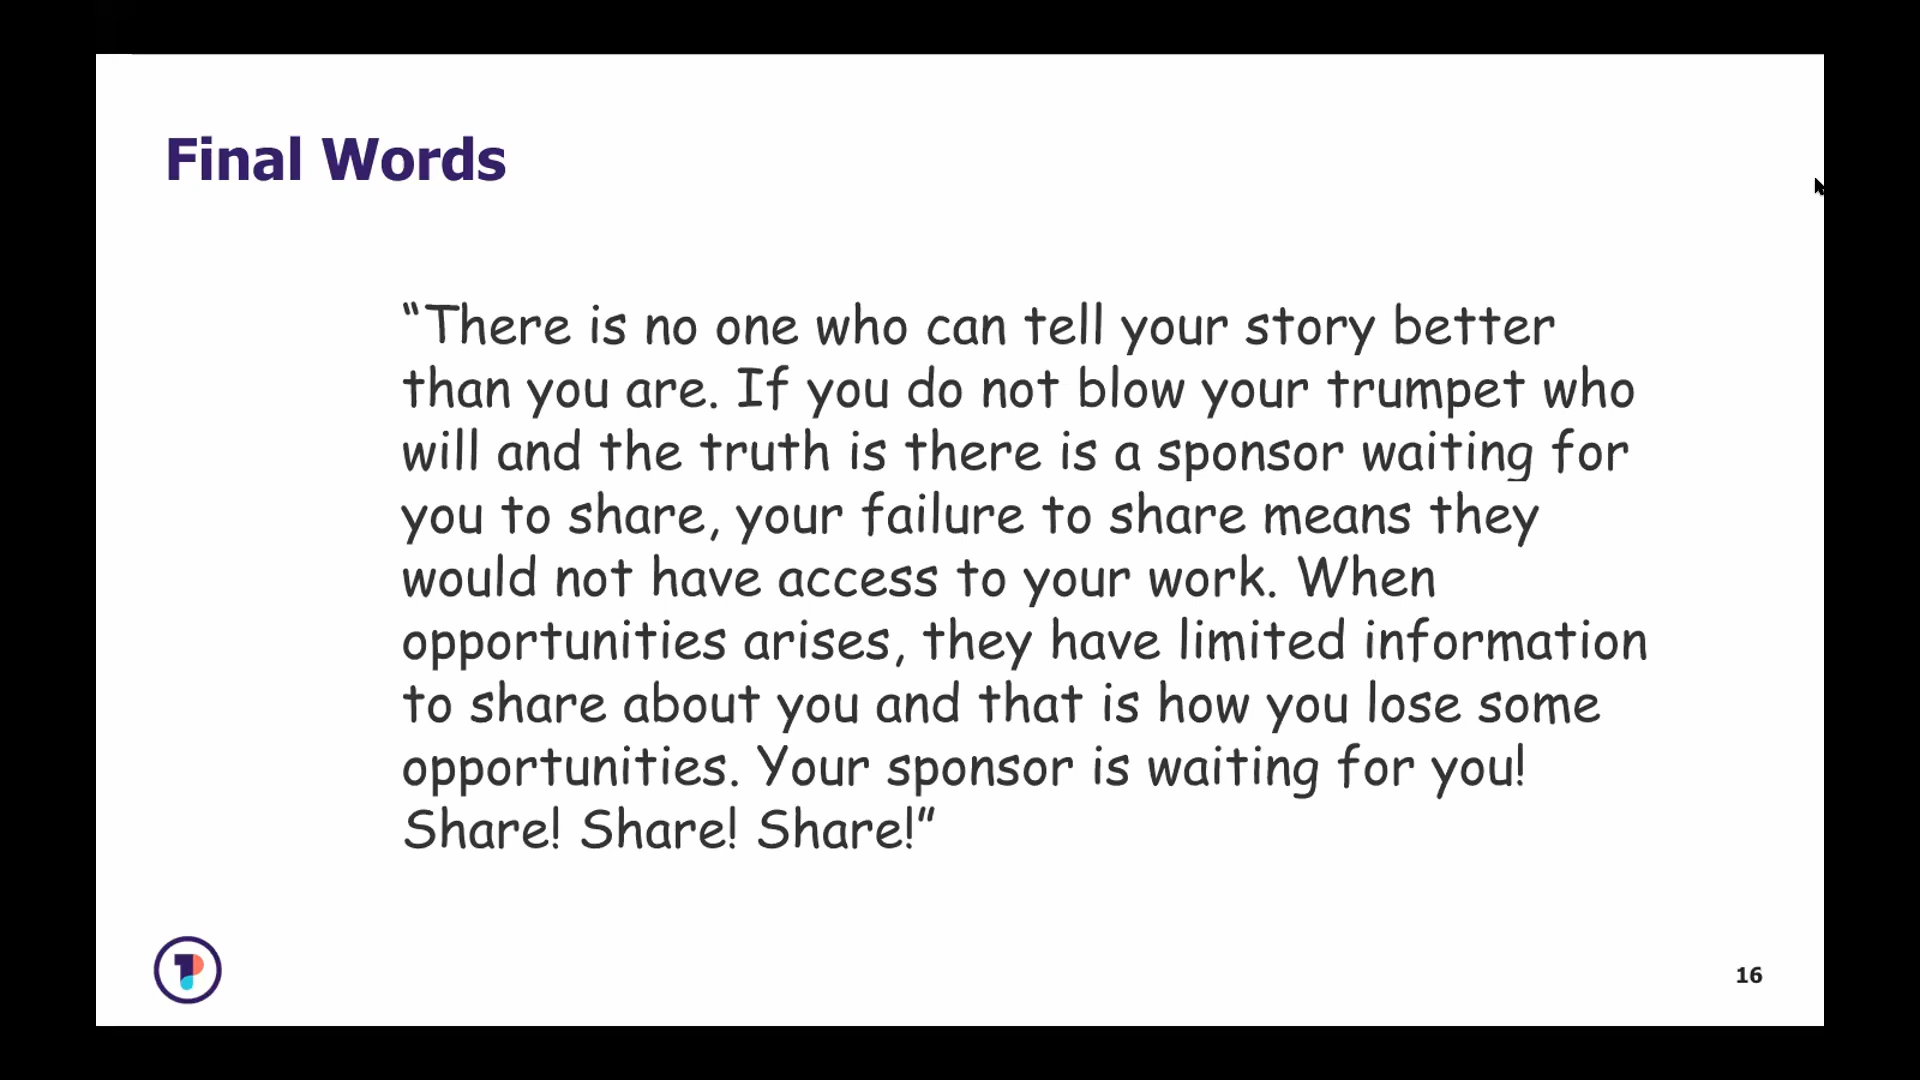 Final Words
“There is no one who can tell your story better
than you are. If you do not blow your trumpet who
will and the truth is there is a sponsor waiting for
you to share, your failure to share means they
would not have access to your work. When
opportunities arises, they have limited information
to share about you and that is how you lose some
opportunities. Your sponsor is waiting for you!
Share! Share! Share!”
16